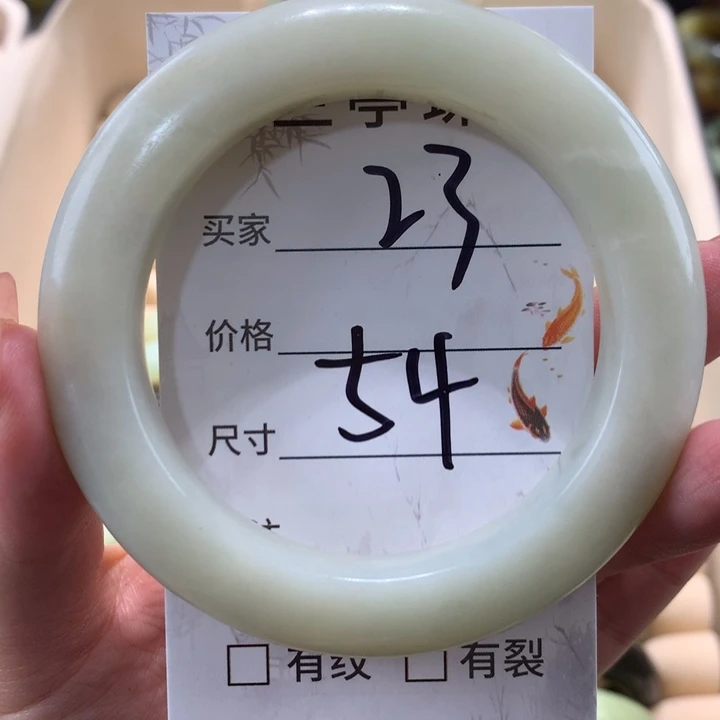 买家 23
价格
尺寸 54
有纹 有裂